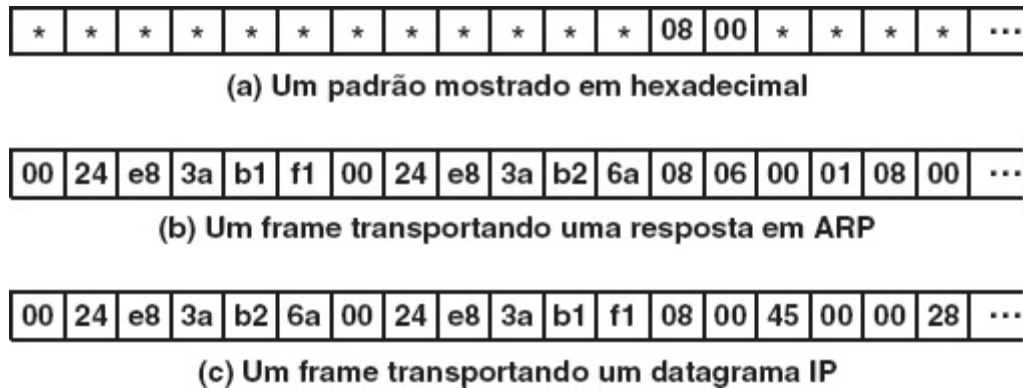 * * * * * * * * * * * * 08 00 * * * * ...
(a) Um padrão mostrado em hexadecimal
00 24 e8 3a b1 f1 00 24 e8 3a b2 6a 08 06 00 01 08 00 ...
(b) Um frame transportando uma resposta em ARP
00 24 e8 3a b2 6a 00 24 e8 3a b1 f1 08 00 45 00 00 28 ...
(c) Um frame transportando um datagrama IP